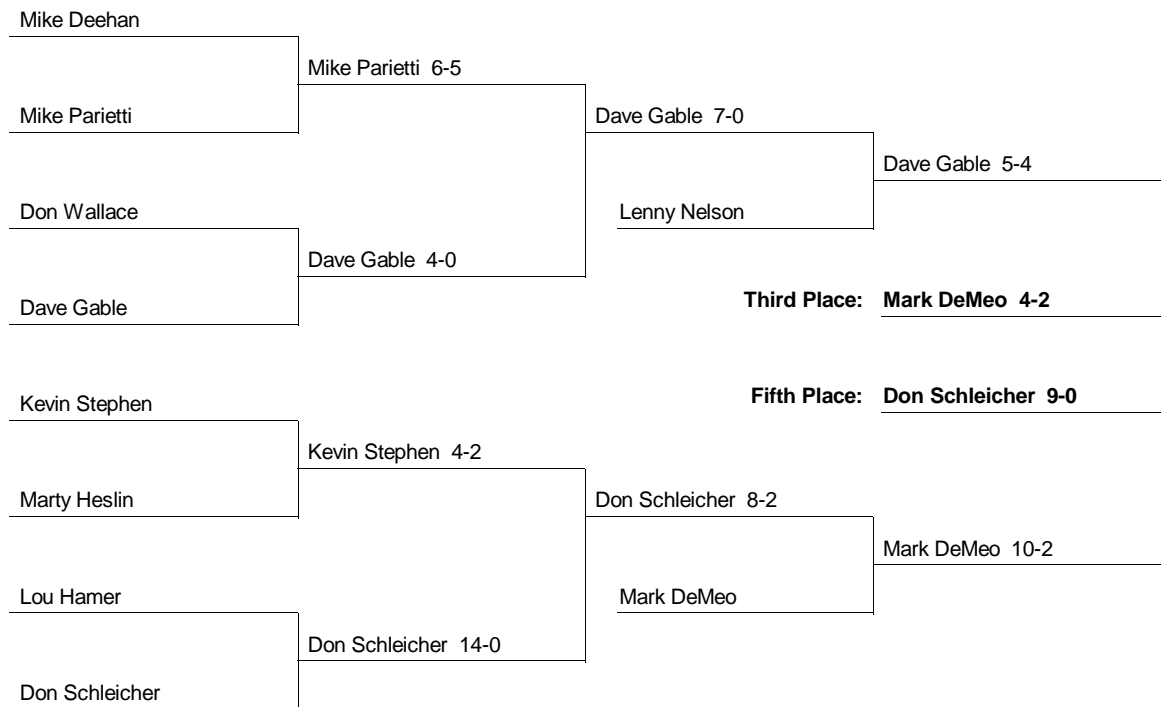 Mike Deehan
Mike Parietti 6-5
Mike Parietti
Dave Gable 7-0
Dave Gable 5-4
Don Wallace
Lenny Nelson
Dave Gable 4-0
Dave Gable
Third Place: Mark DeMeo 4-2
Kevin Stephen
Fifth Place: Don Schleicher 9-0
Kevin Stephen 4-2
Marty Heslin
Don Schleicher 8-2
Mark DeMeo 10-2
Lou Hamer
Mark DeMeo
Don Schleicher 14-0
Don Schleicher